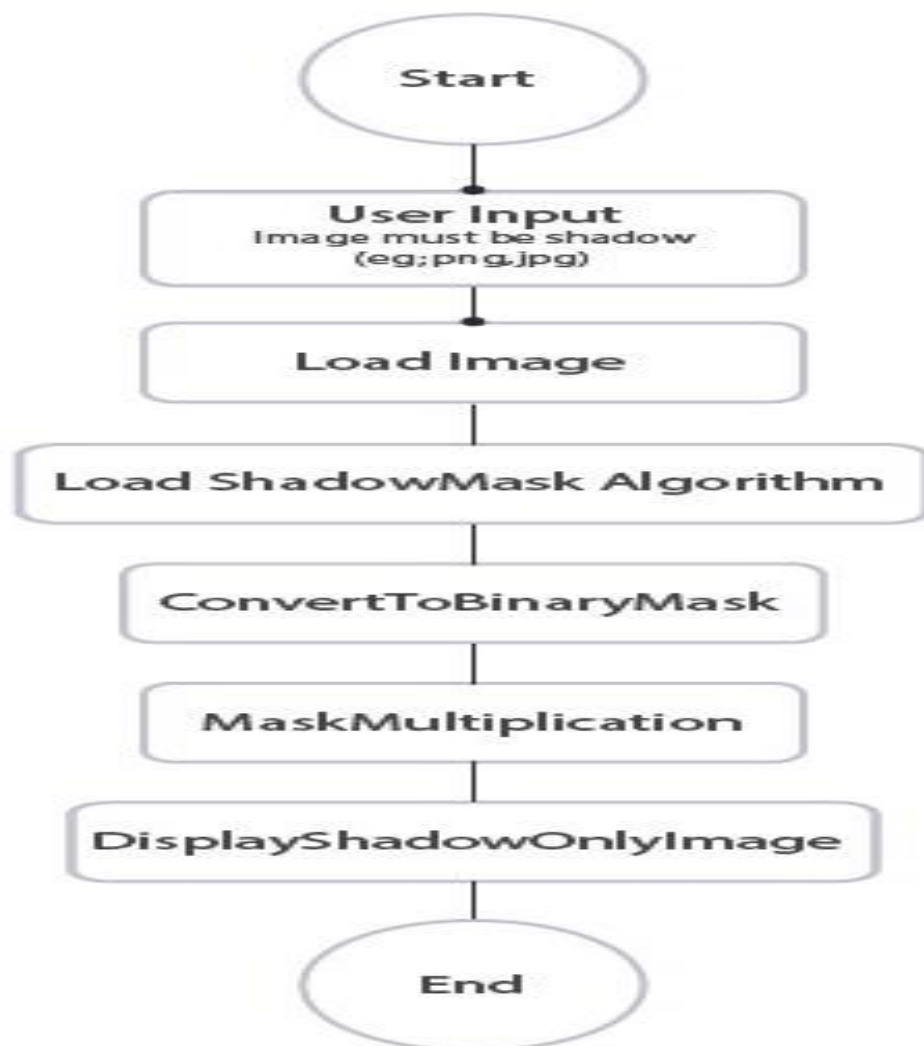 Start
User Input
Image must be shadow
(eg;png,jpg)
Load Image
Load ShadowMask Algorithm
ConvertToBinaryMask
MaskMultiplication
DisplayShadowOnlyImage
End